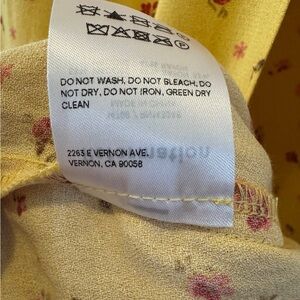 DO NOT WASH, DO NOT BLEACH, DO
NOT DRY, DO NOT IRON, GREEN DRY
CLEAN
2263 E VERNON AVE.
VERNON, CA 90058